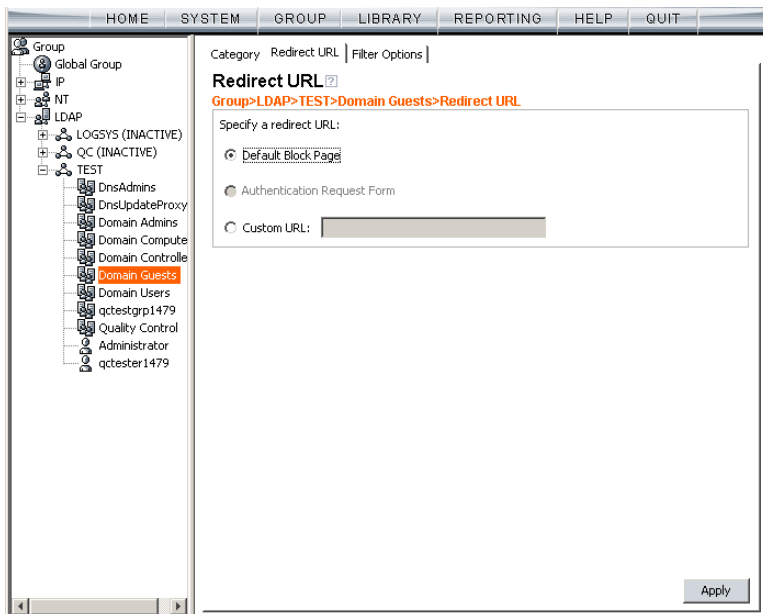 HOME SYSTEM GROUP LIBRARY REPORTING HELP QUIT
Group
Global Group
IP
NT
LDAP
LOGSYS (INACTIVE)
QC (INACTIVE)
TEST
DnsAdmins
DnsUpdateProxy
Domain Admins
Domain Compute
Domain Controlle
Domain Guests
Domain Users
qctestgrp1479
Quality Control
Administrator
qctester1479
Category Redirect URL Filter Options
Redirect URL ?
Group>LDAP>TEST>Domain Guests>Redirect URL
Specify a redirect URL:
Default Block Page
Authentication Request Form
Custom URL:
Apply